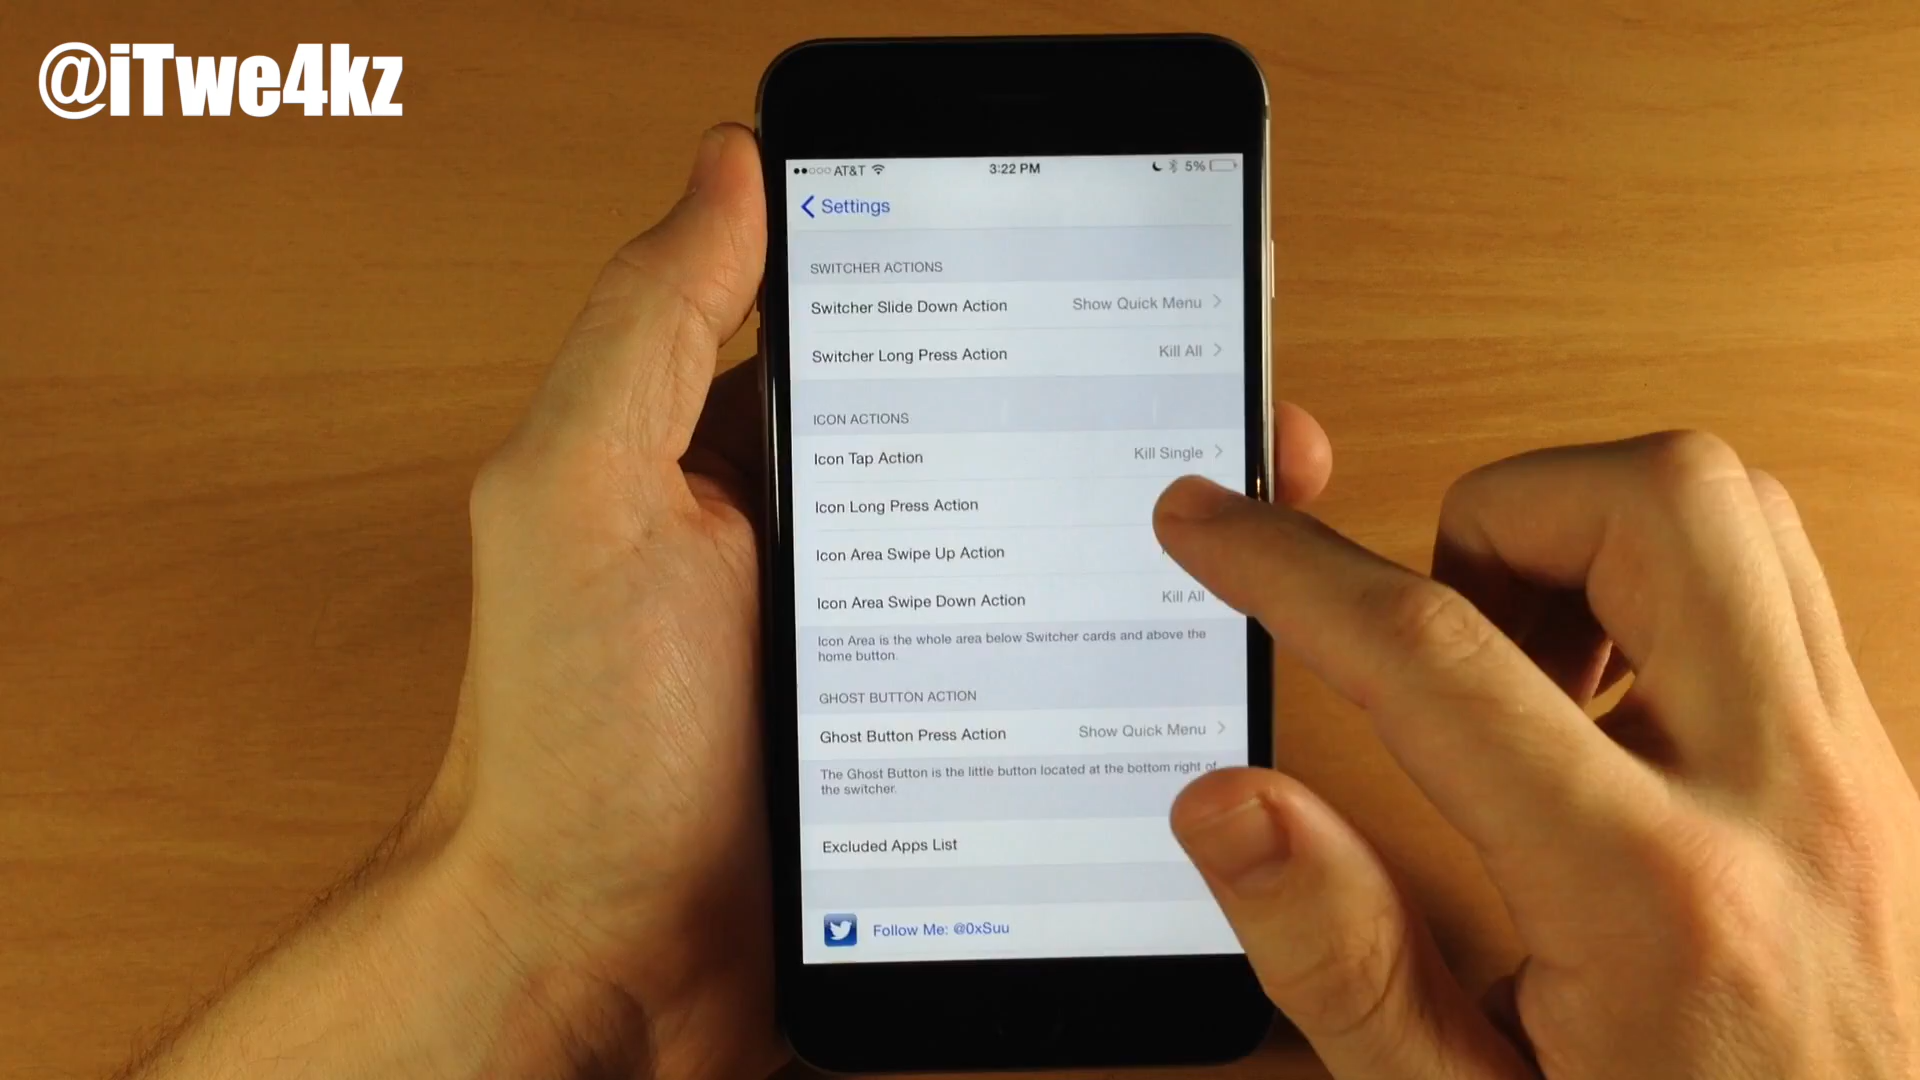 @iTwe4kz
AT&T 3:22 PM 5%
Settings
SWITCHER ACTIONS
Switcher Slide Down Action Show Quick Menu
Switcher Long Press Action Kill All
ICON ACTIONS
Icon Tap Action Kill Single
Icon Long Press Action
Icon Area Swipe Up Action
Icon Area Swipe Down Action Kill All
Icon Area is the whole area below Switcher cards and above the
home button.
GHOST BUTTON ACTION
Ghost Button Press Action Show Quick Menu
The Ghost Button is the little button located at the bottom right of
the switcher.
Excluded Apps List
Follow Me: @0xSuu